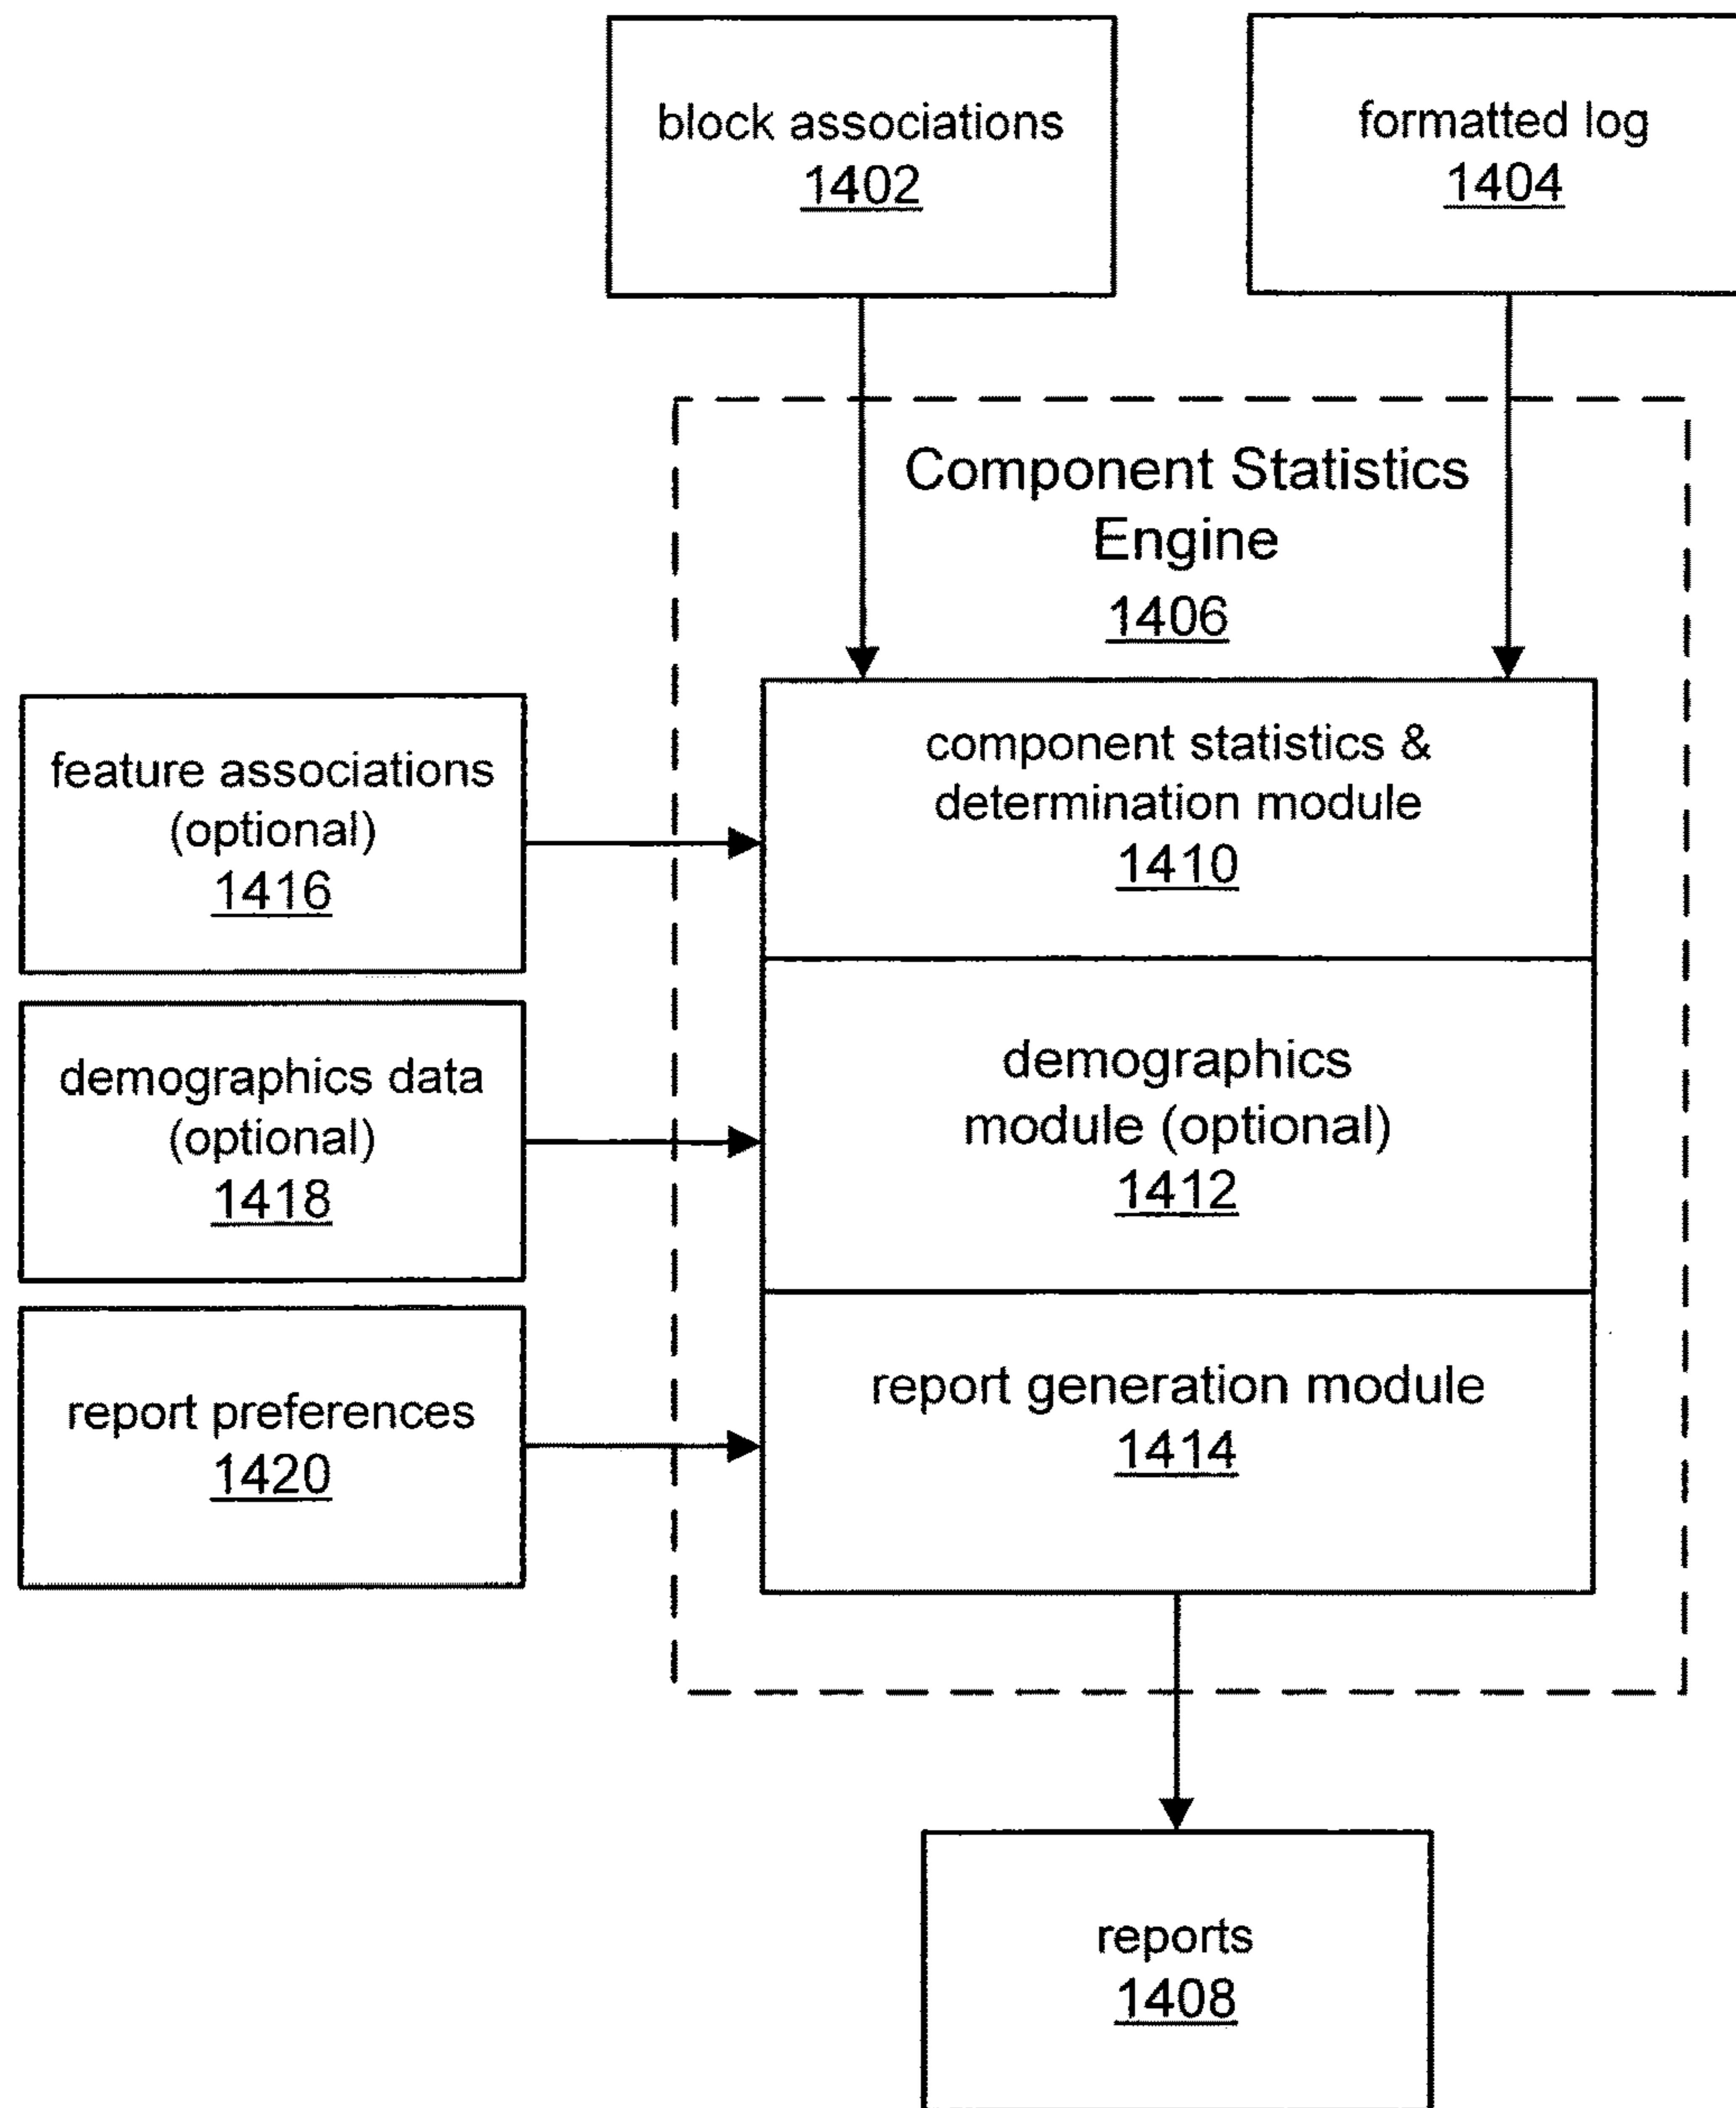 block associations
1402
formatted log
1404
Component Statistics
Engine
1406
feature associations
(optional)
1416
component statistics &
determination module
1410
demographics data
(optional)
1418
demographics
module (optional)
1412
report preferences
1420
report generation module
1414
reports
1408